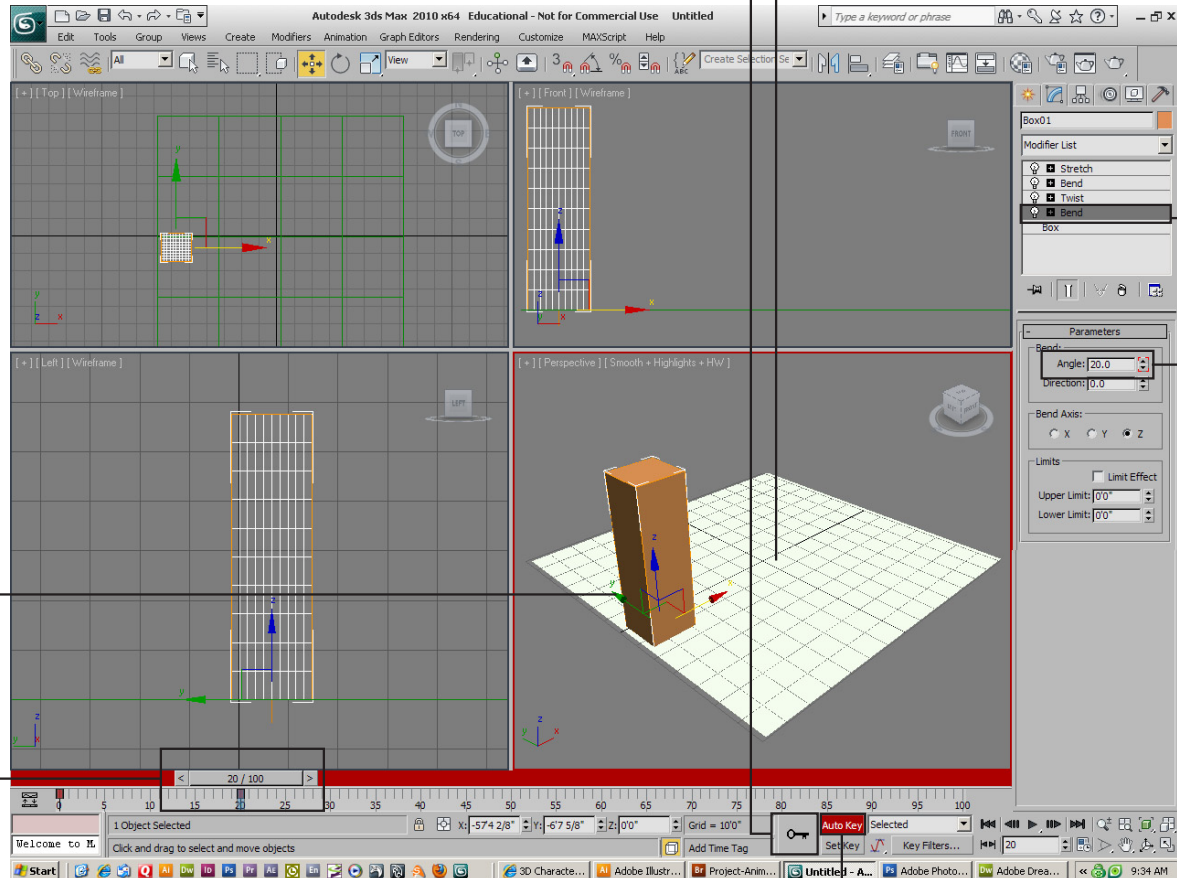 Autodesk 3ds Max 2010 x64 Educational - Not for Commercial Use Untitled
Type a keyword or phrase
Edit Tools Group Views Create Modifiers Animation Graph Editors Rendering Customize MAXScript Help
All
View
3
%
ABC
Create Selection Se
[ + ] [ Top ] [ Wireframe ]
TOP
y
x
y
z x
[ + ] [ Front ] [ Wireframe ]
FRONT
z
x
z
y x
Box01
Modifier List
Stretch
Bend
Twist
Bend
Box
- Parameters
Bend:
Angle: 20.0
Direction: 0.0
Bend Axis:
X Y Z
Limits
Limit Effect
Upper Limit: 0'0"
Lower Limit: 0'0"
[ + ] [ Left ] [ Wireframe ]
LEFT
z
y
z
y x
[ + ] [ Perspective ] [ Smooth + Highlights + HW ]
z
y
x
z
y x
< 20 / 100 >
0 5 10 15 20 25 30 35 40 45 50 55 60 65 70 75 80 85 90 95 100
1 Object Selected
X: -57'4 2/8" Y: -6'7 5/8" Z: 0'0"
Grid = 10'0"
Auto Key Selected
Welcome to M
Click and drag to select and move objects
Add Time Tag
Set Key Key Filters...
20
Start
3D Characte...
Adobe Illustr...
Project-Anim...
Untitled - A...
Adobe Photo...
Adobe Drea...
9:34 AM